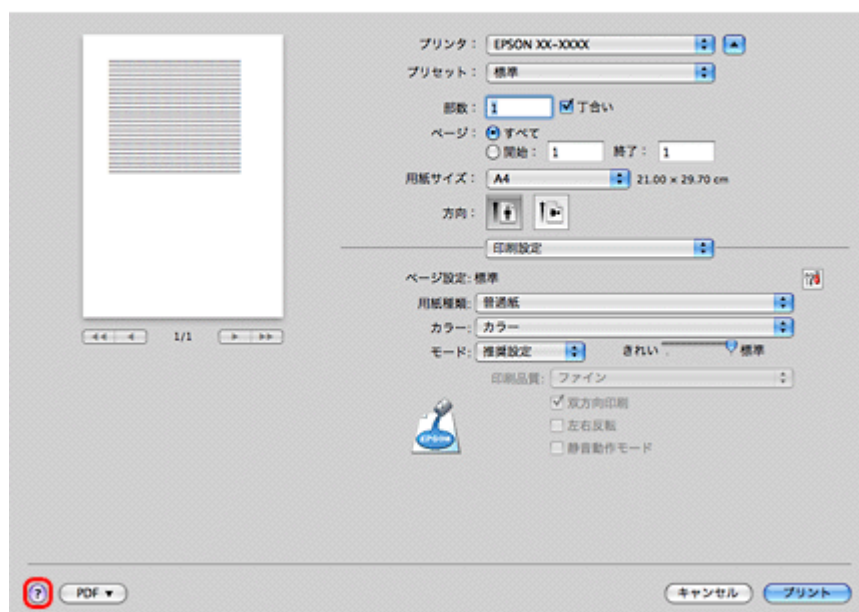 プリンタ： EPSON XX-XXXX
プリセット： 標準
部数： 1 丁合い
ページ： すべて
開始： 1 終了： 1
用紙サイズ： A4 21.00 × 29.70 cm
方向：
印刷設定
ページ設定: 標準
用紙種類: 普通紙
カラー: カラー
1/1
モード: 推奨設定 きれい 標準
印刷品質: ファイン
双方向印刷
左右反転
静音動作モード
EPSON
? PDF ▼ キャンセル プリント